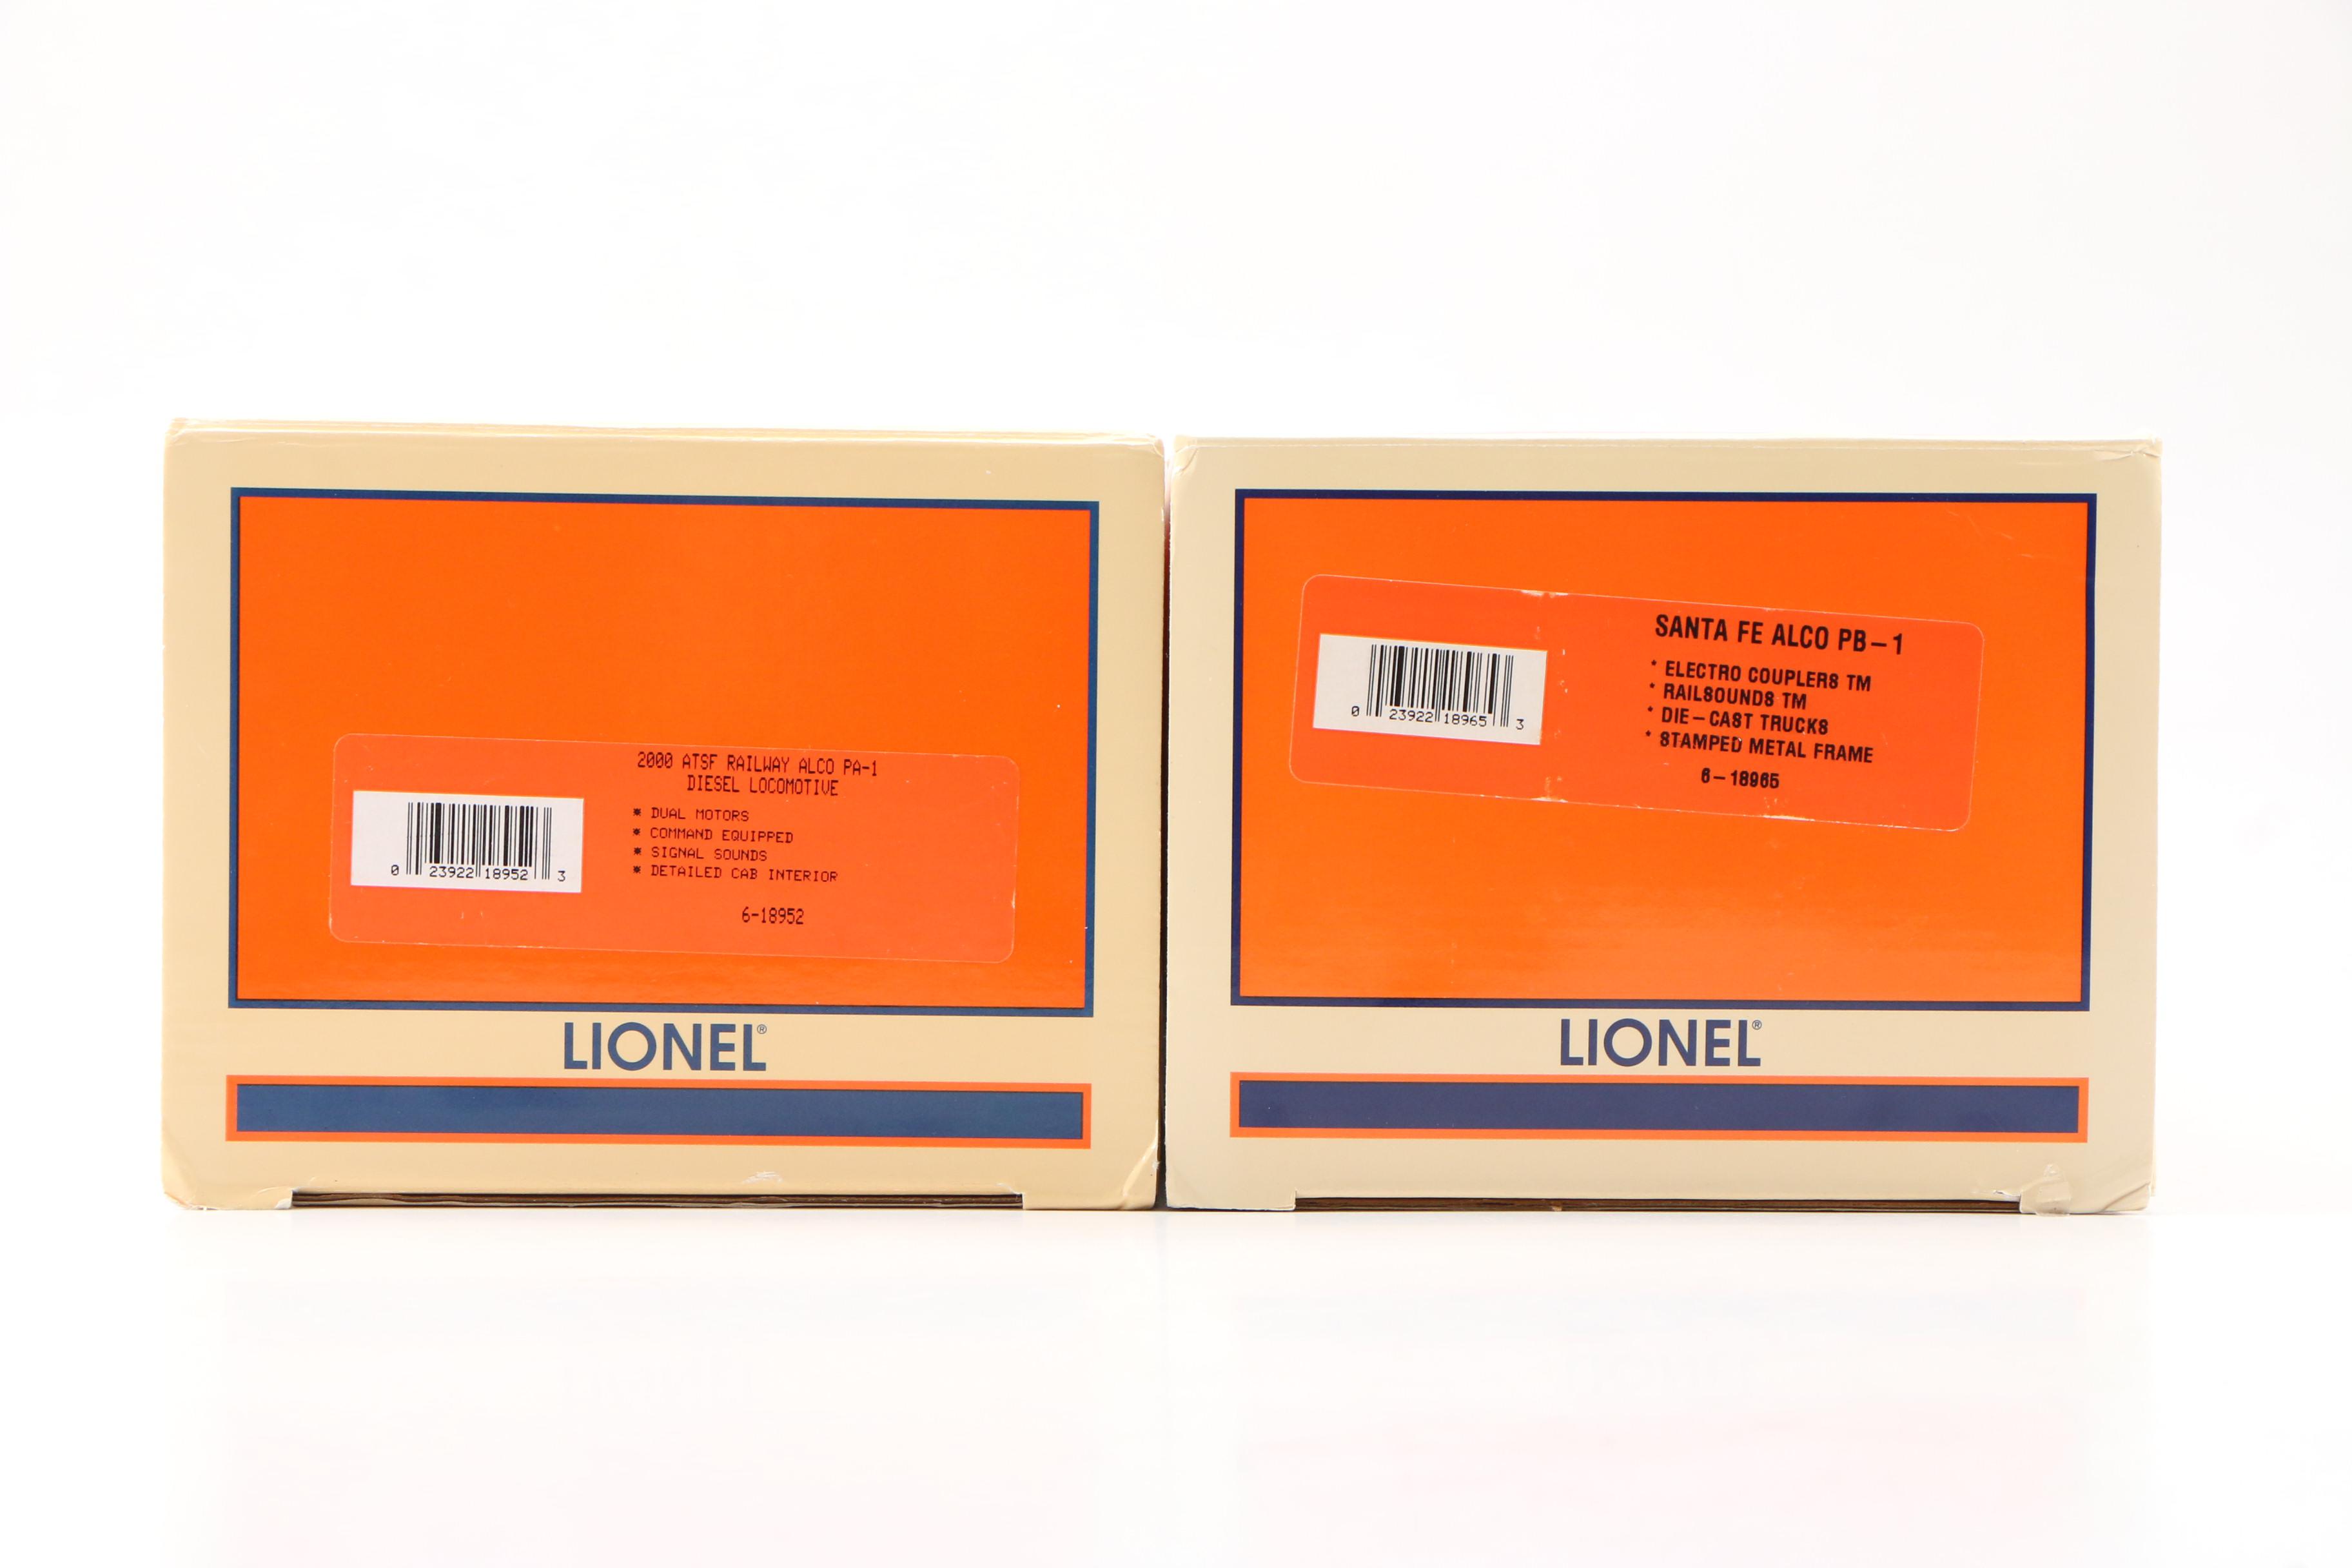 2000 ATSF RAILWAY ALCO PA-1
DIESEL LOCOMOTIVE
* DUAL MOTORS
* COMMAND EQUIPPED
* SIGNAL SOUNDS
* DETAILED CAB INTERIOR
0 23922 18952 3
6-18952
LIONEL®
SANTA FE ALCO PB-1
* ELECTRO COUPLERS TM
* RAILSOUNDS TM
* DIE-CAST TRUCKS
* STAMPED METAL FRAME
0 23922 18965 3
6-18965
LIONEL®